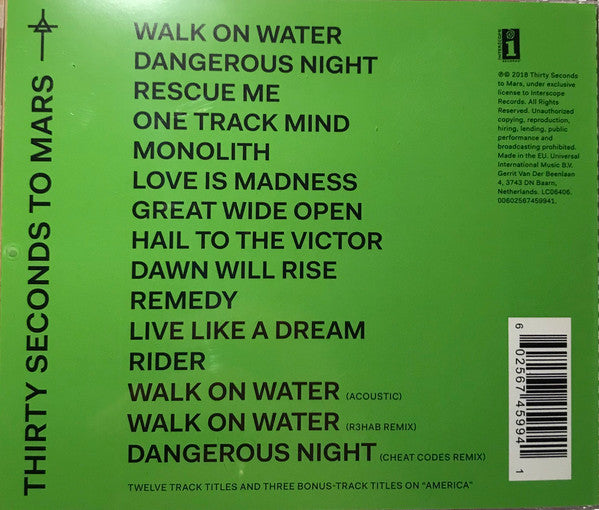 THIRTY SECONDS TO MARS
WALK ON WATER
DANGEROUS NIGHT
RESCUE ME
ONE TRACK MIND
MONOLITH
LOVE IS MADNESS
GREAT WIDE OPEN
HAIL TO THE VICTOR
DAWN WILL RISE
REMEDY
LIVE LIKE A DREAM
RIDER
WALK ON WATER (ACOUSTIC)
WALK ON WATER (R3HAB REMIX)
DANGEROUS NIGHT (CHEAT CODES REMIX)
TWELVE TRACK TITLES AND THREE BONUS-TRACK TITLES ON "AMERICA"
INTERSCOPE
i
RECORDS
℗© 2018 Thirty Seconds
to Mars, under exclusive
license to Interscope
Records. All Rights
Reserved. Unauthorized
copying, reproduction,
hiring, lending, public
performance and
broadcasting prohibited.
Made in the EU. Universal
International Music B.V.
Gerrit Van Der Beenlaan
4, 3743 DN Baarn,
Netherlands. LC06406.
00602567459941.
6 02567 45994 1